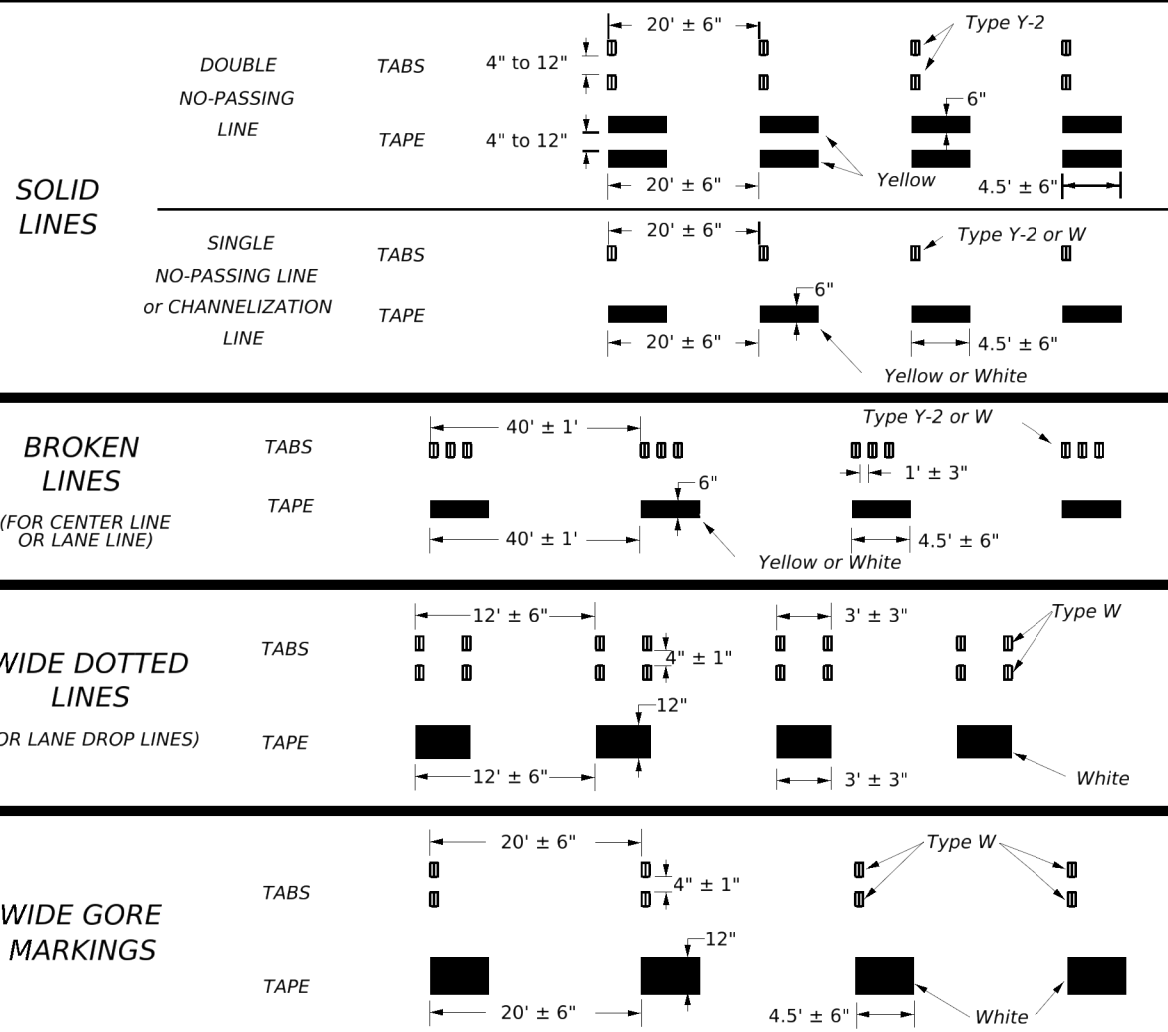 20' ± 6"
Type Y-2
DOUBLE
NO-PASSING
LINE
TABS
4" to 12"
6"
TAPE
4" to 12"
Yellow
20' ± 6"
4.5' ± 6"
SOLID
LINES
SINGLE
NO-PASSING LINE
or CHANNELIZATION
LINE
20' ± 6"
Type Y-2 or W
TABS
6"
TAPE
20' ± 6"
4.5' ± 6"
Yellow or White
BROKEN
LINES
(FOR CENTER LINE
OR LANE LINE)
Type Y-2 or W
40' ± 1'
TABS
1' ± 3"
6"
TAPE
40' ± 1'
4.5' ± 6"
Yellow or White
WIDE DOTTED
LINES
OR LANE DROP LINES)
12' ± 6"
3' ± 3"
Type W
TABS
4" ± 1"
12"
TAPE
12' ± 6"
3' ± 3"
White
WIDE GORE
MARKINGS
20' ± 6"
Type W
TABS
4" ± 1"
12"
TAPE
20' ± 6"
4.5' ± 6"
White